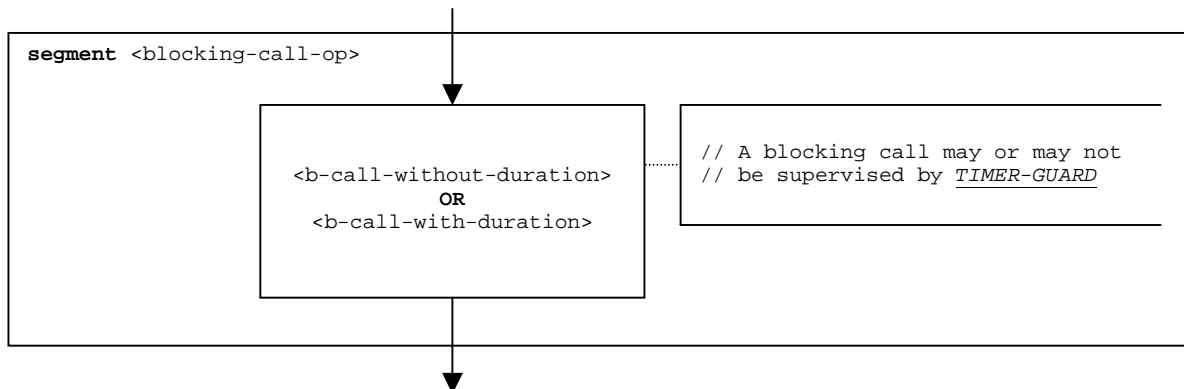 segment <blocking-call-op>
<b-call-without-duration>
OR
<b-call-with-duration>
// A blocking call may or may not
// be supervised by TIMER-GUARD